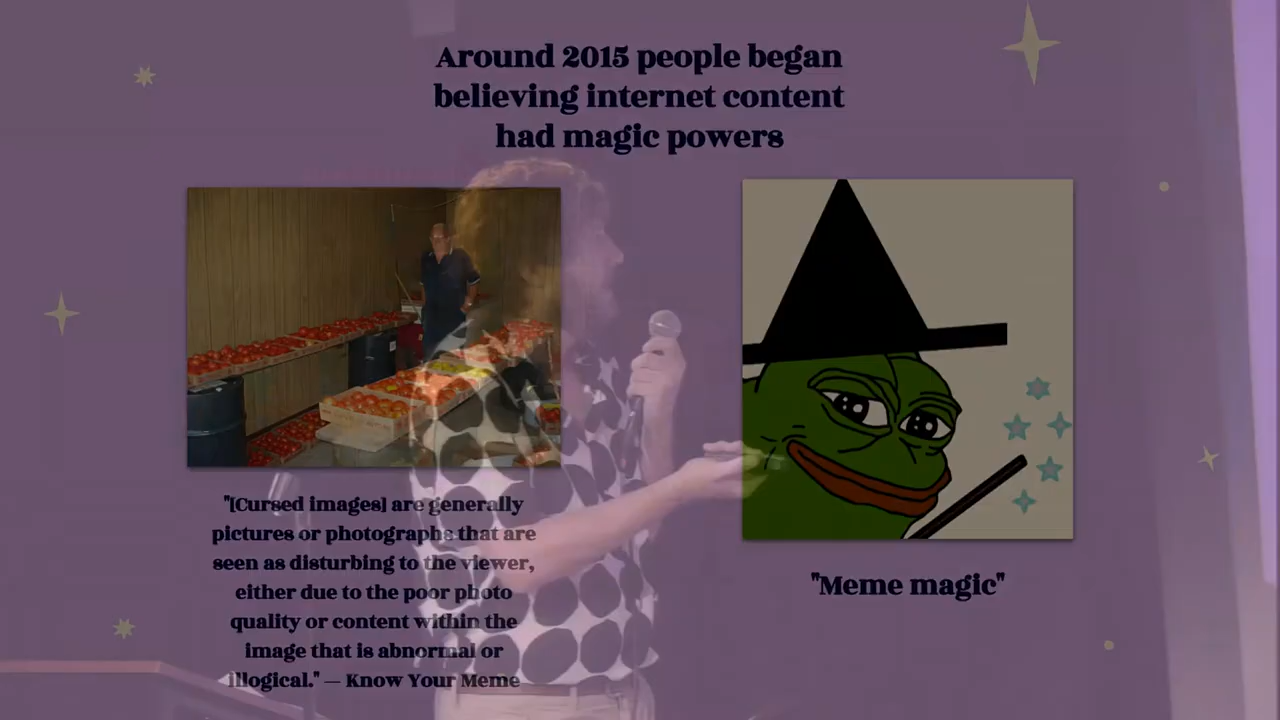 Around 2015 people began
believing internet content
had magic powers
"[Cursed images] are generally
pictures or photographs that are
seen as disturbing to the viewer,
either due to the poor photo
quality or content within the
image that is abnormal or
illogical." — Know Your Meme
"Meme magic"